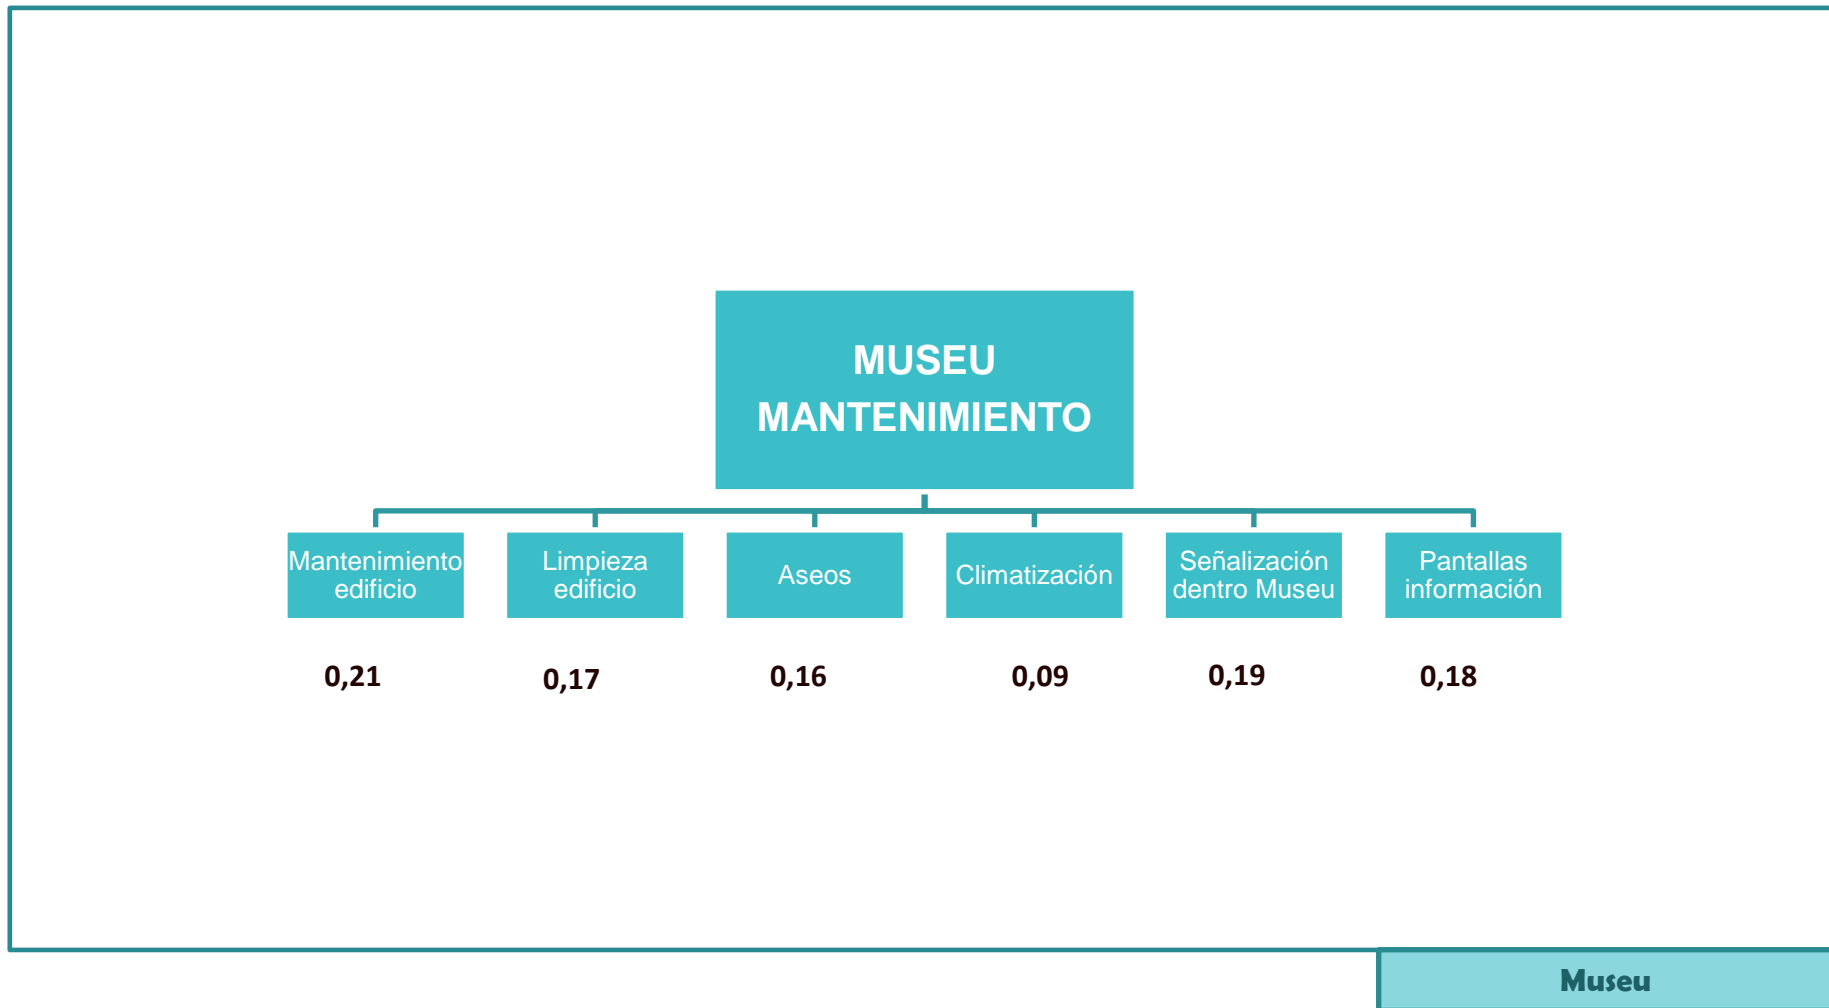 MUSEU
MANTENIMIENTO
Mantenimiento
edificio
Limpieza
edificio
Aseos
Climatización
Señalización
dentro Museu
Pantallas
información
0,21
0,17
0,16
0,09
0,19
0,18
Museu